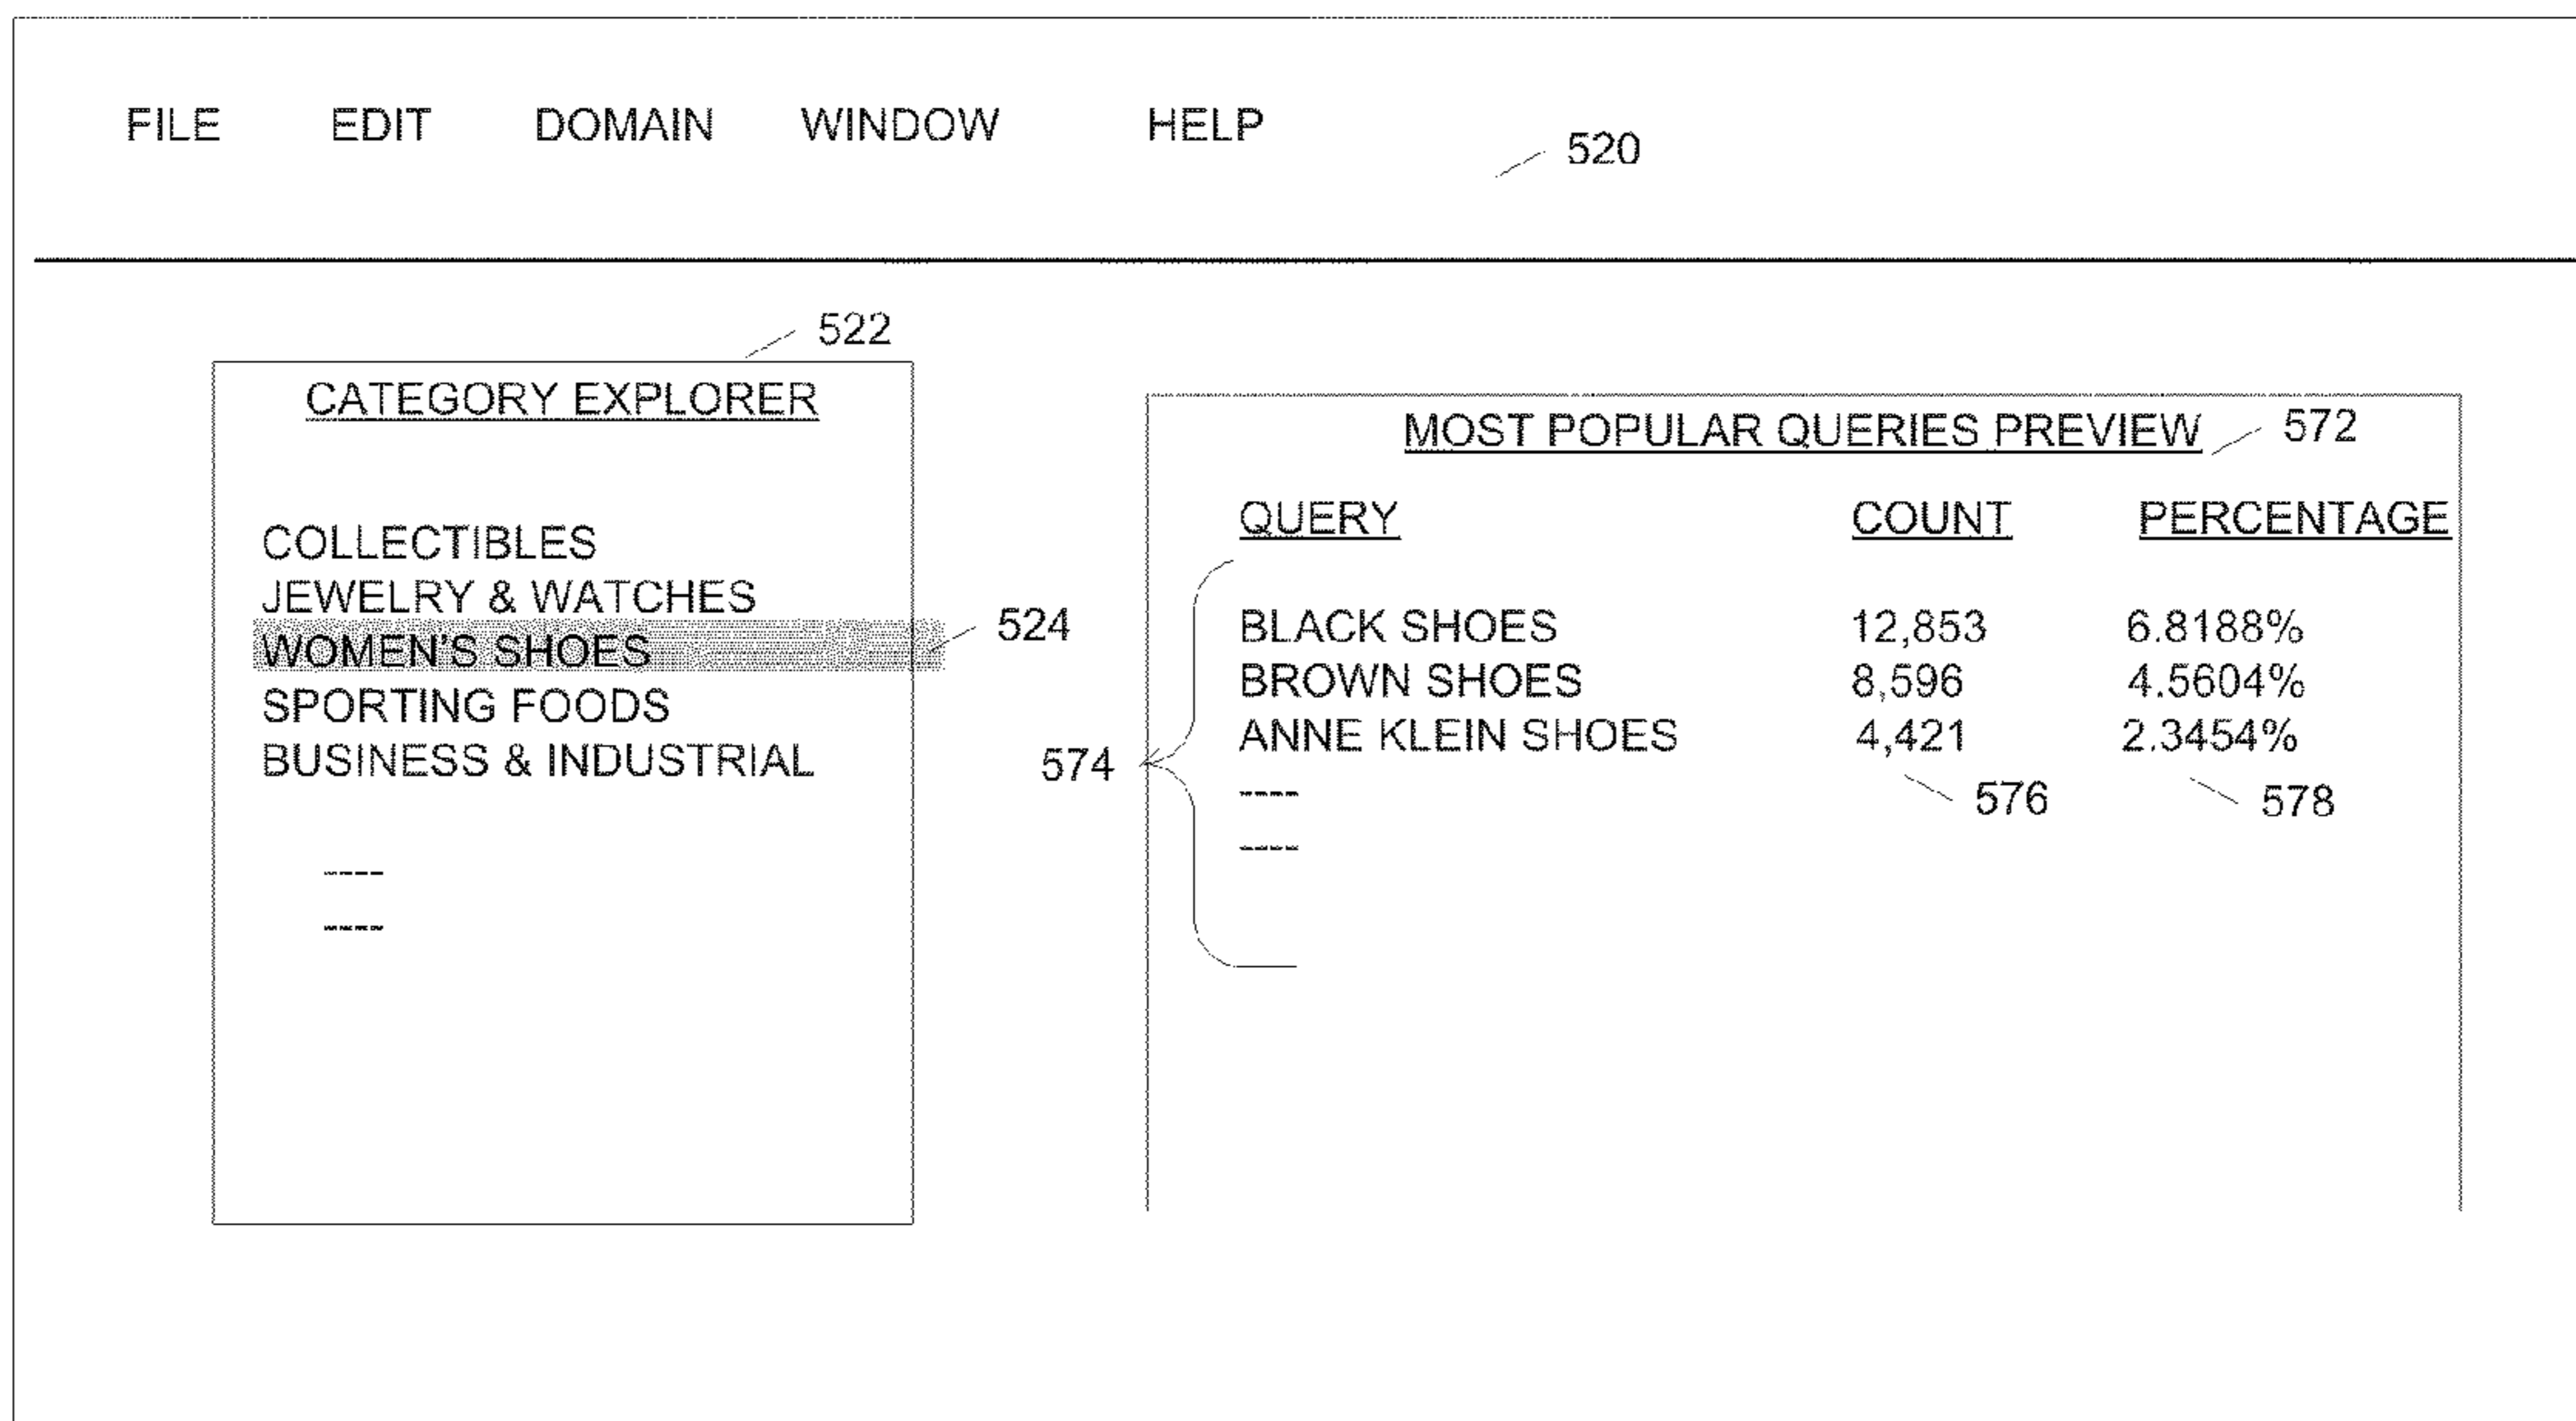 FILE EDIT DOMAIN WINDOW HELP
520
522
CATEGORY EXPLORER
COLLECTIBLES
JEWELRY & WATCHES
WOMEN'S SHOES
524
SPORTING FOODS
BUSINESS & INDUSTRIAL
----
----
MOST POPULAR QUERIES PREVIEW
572
QUERY COUNT PERCENTAGE
BLACK SHOES 12,853 6.8188%
BROWN SHOES 8,596 4.5604%
ANNE KLEIN SHOES 4,421 2.3454%
574
576
578
----
----